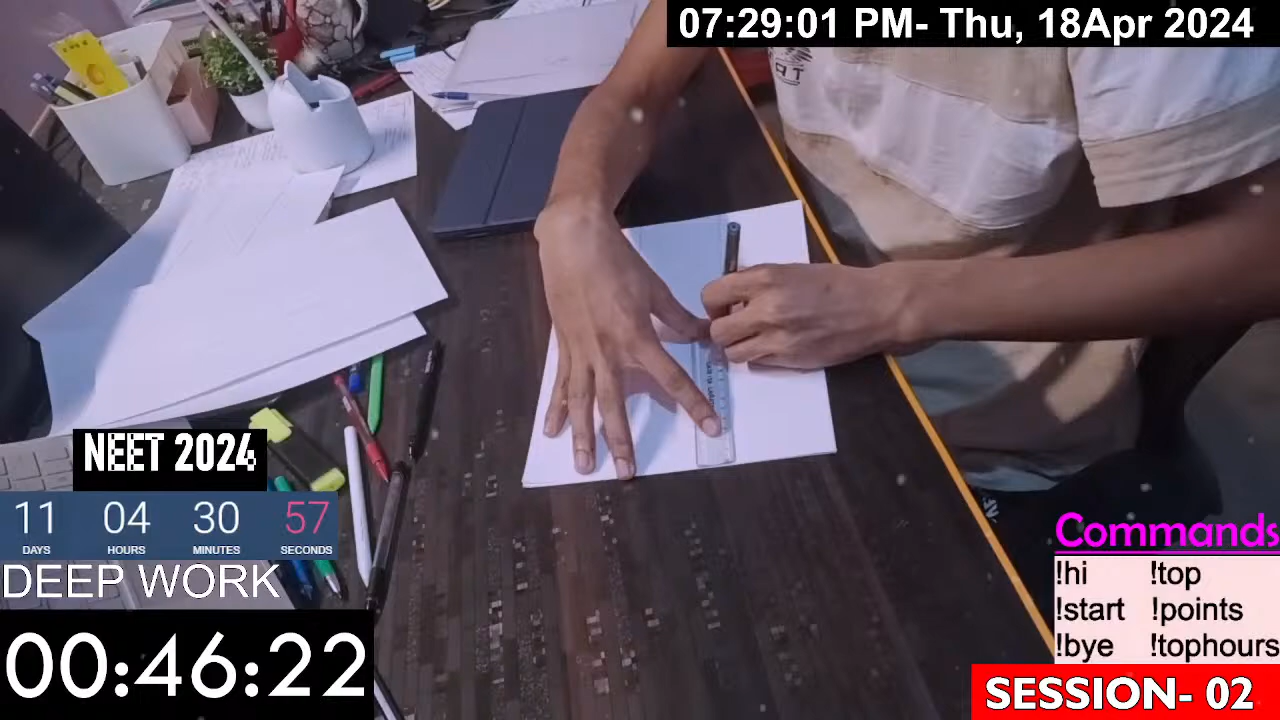 07:29:01 PM- Thu, 18Apr 2024
NEET 2024
11 04 30 57
DAYS HOURS MINUTES SECONDS
DEEP WORK
00:46:22
Commands
!hi !top
!start !points
!bye !tophours
SESSION- 02